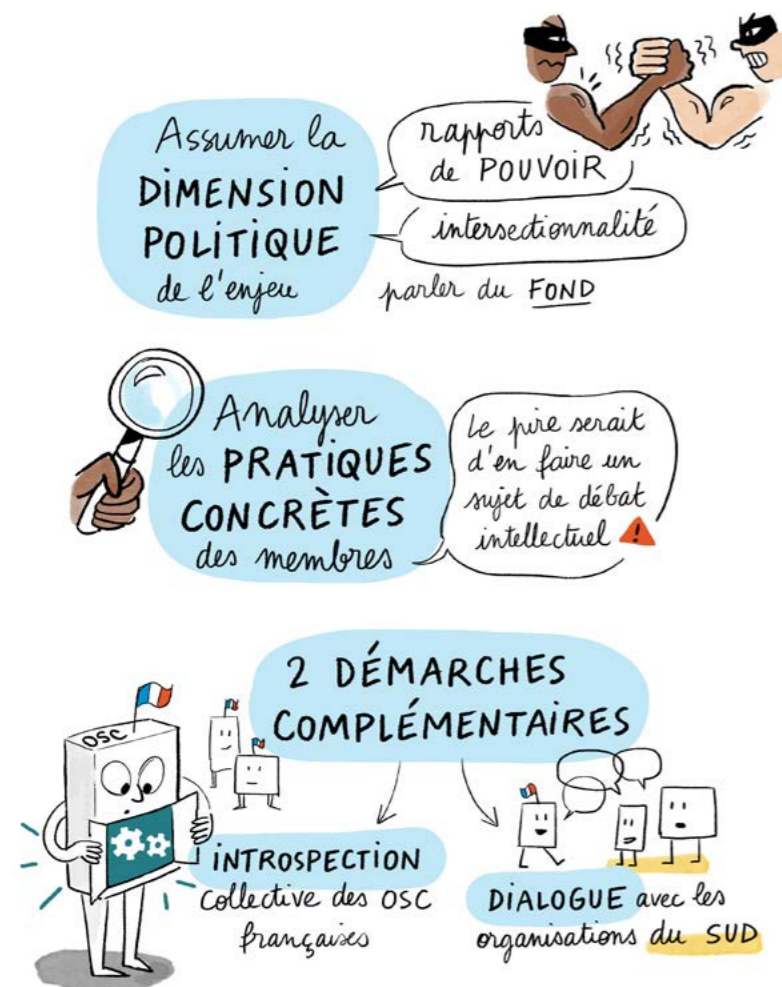 Assumer la
DIMENSION
POLITIQUE
de l'enjeu
rapports
de POUVOIR
intersectionnalité
parler du FOND
Analyser
les PRATIQUES
CONCRÈTES
des membres
Le pire serait
d'en faire un
sujet de débat
intellectuel
2 DÉMARCHES
COMPLÉMENTAIRES
OSC
INTROSPECTION
collective des OSC
françaises
DIALOGUE avec les
organisations du SUD